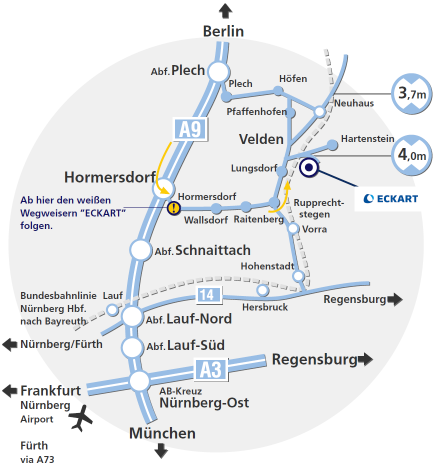 Berlin
Abf. Plech
Plech
Höfen
3,7m
Pfaffenhofen
Neuhaus
A9
Velden
Hartenstein
4,0m
Lungsdorf
Hormersdorf
ECKART
Ab hier den weißen
Wegweisern "ECKART"
folgen.
Hormersdorf
Wallsdorf
Raitenberg
Rupprecht-
stegen
Vorra
Abf. Schnaittach
Hohenstadt
Bundesbahnlinie
Nürnberg Hbf.
nach Bayreuth
Lauf
14
Hersbruck
Regensburg
Abf. Lauf-Nord
Nürnberg/Fürth
Abf. Lauf-Süd
A3
Regensburg
Frankfurt
Nürnberg
Airport
AB-Kreuz
Nürnberg-Ost
München
Fürth
via A73